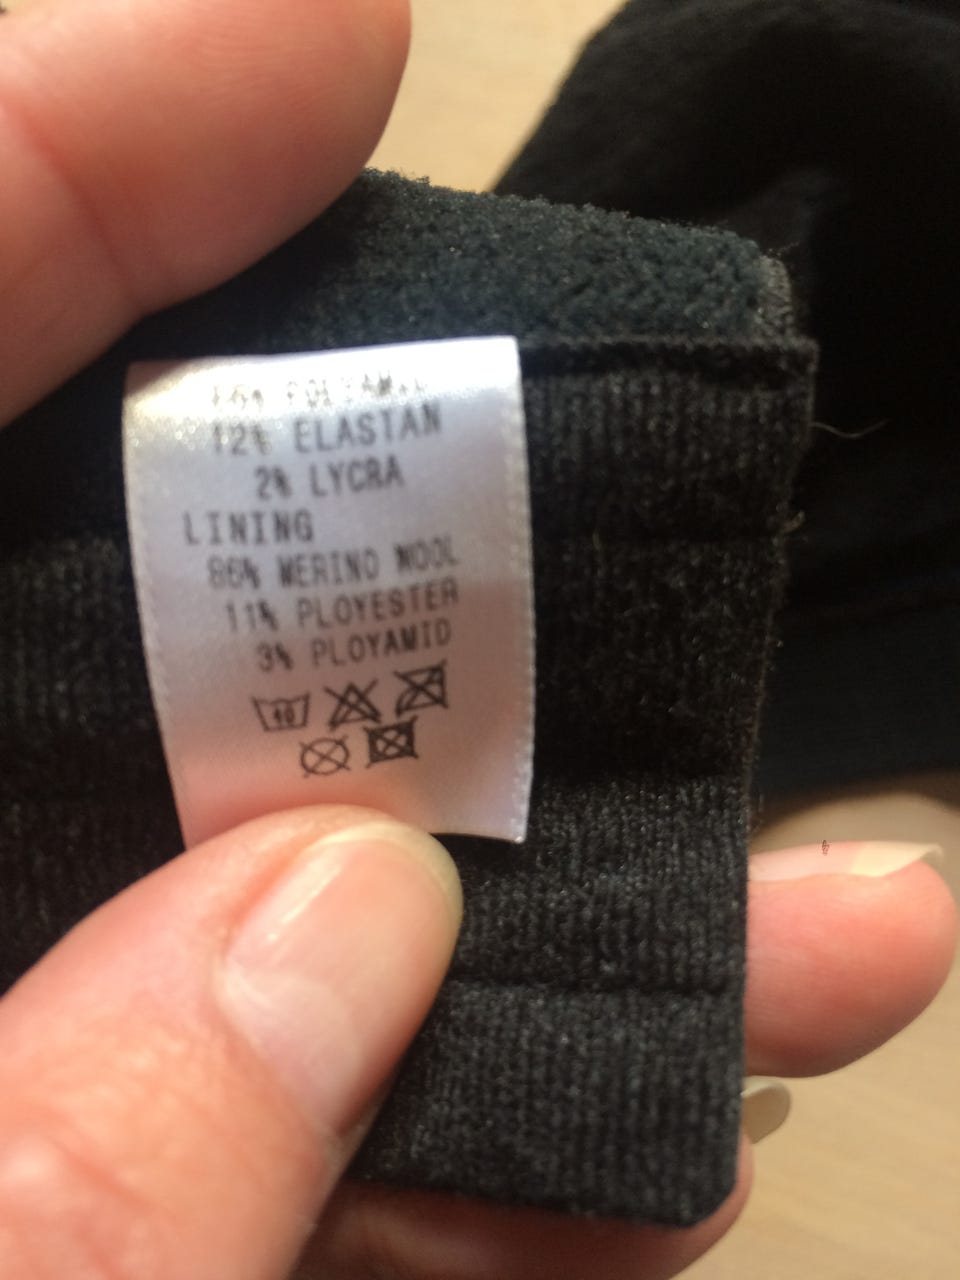 12% ELASTAN
2% LYCRA
LINING
86% MERINO WOOL
11% PLOYESTER
3% PLOYAMID